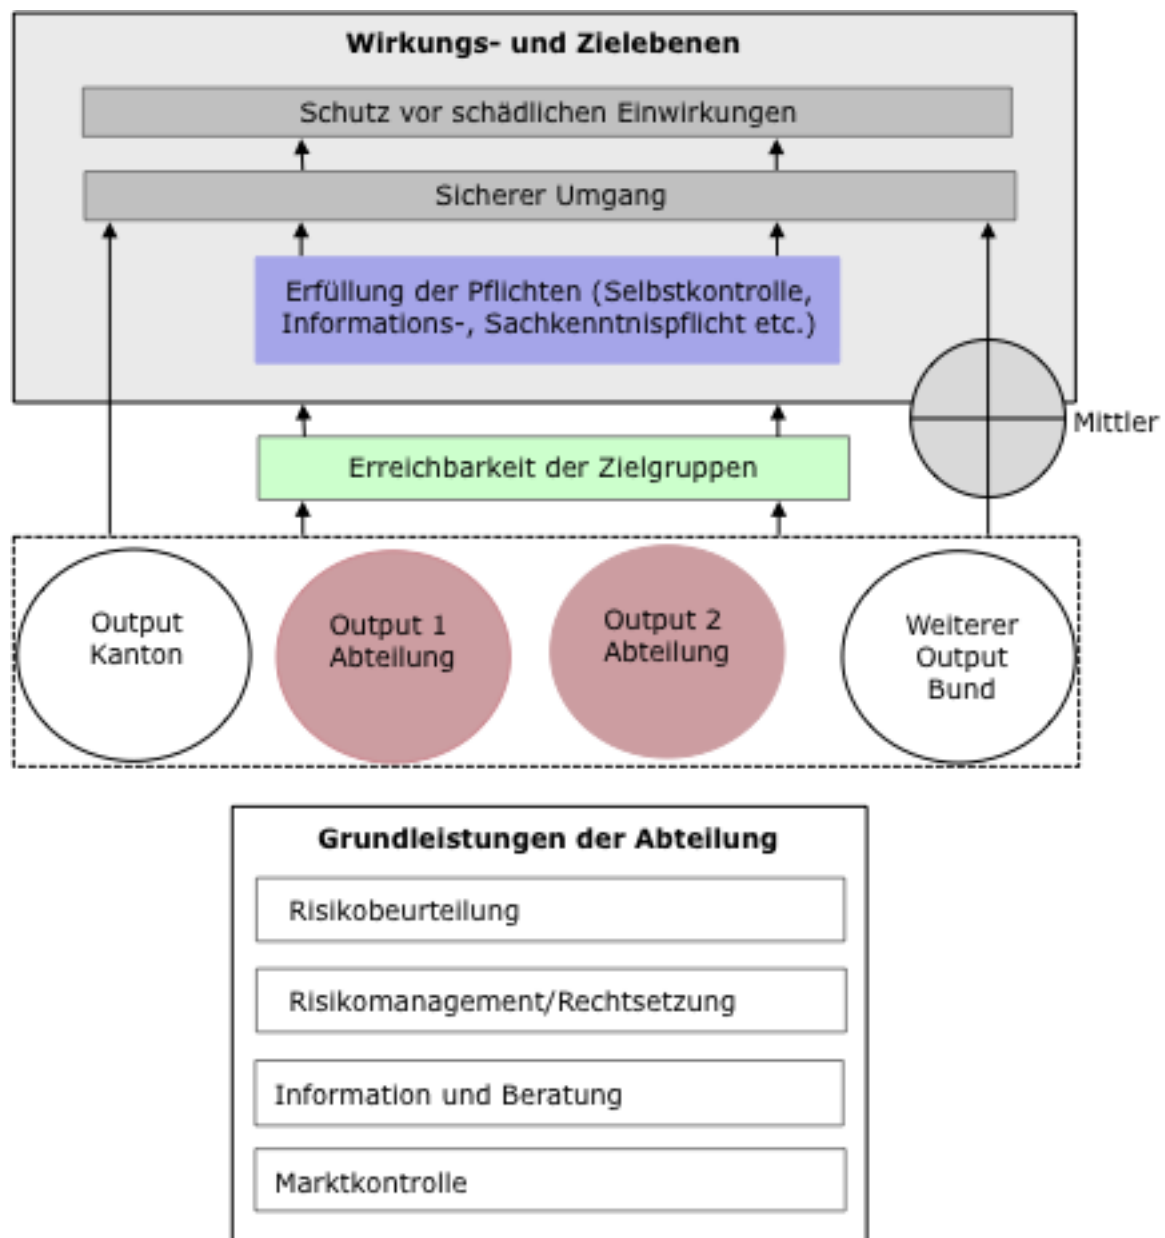 Wirkungs- und Zielebenen
Schutz vor schädlichen Einwirkungen
Sicherer Umgang
Erfüllung der Pflichten (Selbstkontrolle,
Informations-, Sachkenntnispflicht etc.)
Mittler
Erreichbarkeit der Zielgruppen
Output
Kanton
Output 1
Abteilung
Output 2
Abteilung
Weiterer
Output
Bund
Grundleistungen der Abteilung
Risikobeurteilung
Risikomanagement/Rechtsetzung
Information und Beratung
Marktkontrolle